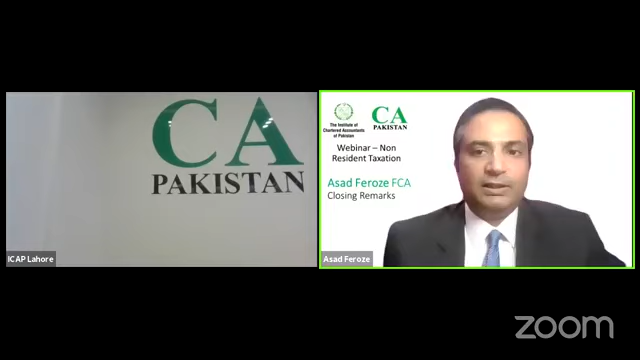 CA
PAKISTAN
ICAP Lahore
The Institute of
Chartered Accountants
of Pakistan
CA
PAKISTAN
Webinar – Non
Resident Taxation
Asad Feroze FCA
Closing Remarks
Asad Feroze
zoom